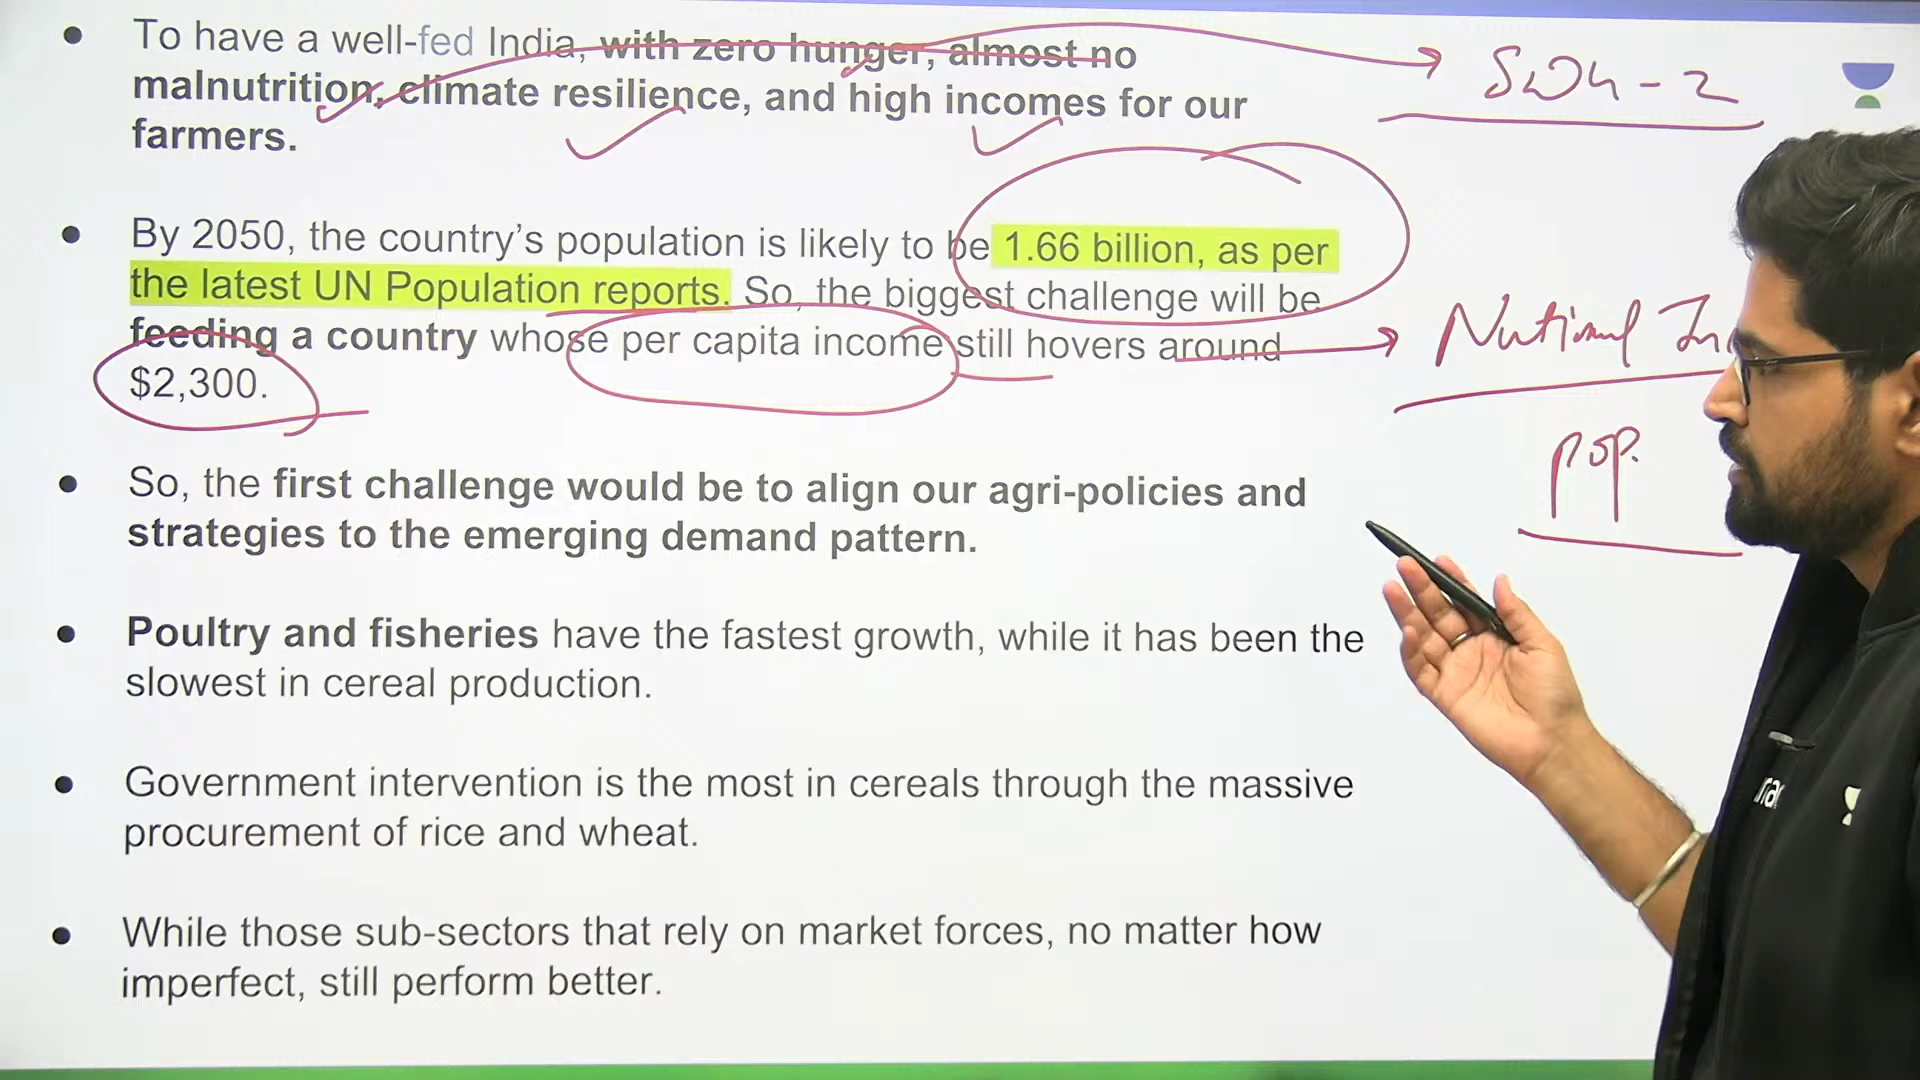 To have a well-fed India, with zero hunger, almost no
malnutrition, climate resilience, and high incomes for our
farmers.
SDG-2
By 2050, the country's population is likely to be 1.66 billion, as per
the latest UN Population reports. So, the biggest challenge will be
feeding a country whose per capita income still hovers around
$2,300.
National
Pop.
So, the first challenge would be to align our agri-policies and
strategies to the emerging demand pattern.
Poultry and fisheries have the fastest growth, while it has been the
slowest in cereal production.
Government intervention is the most in cereals through the massive
procurement of rice and wheat.
While those sub-sectors that rely on market forces, no matter how
imperfect, still perform better.